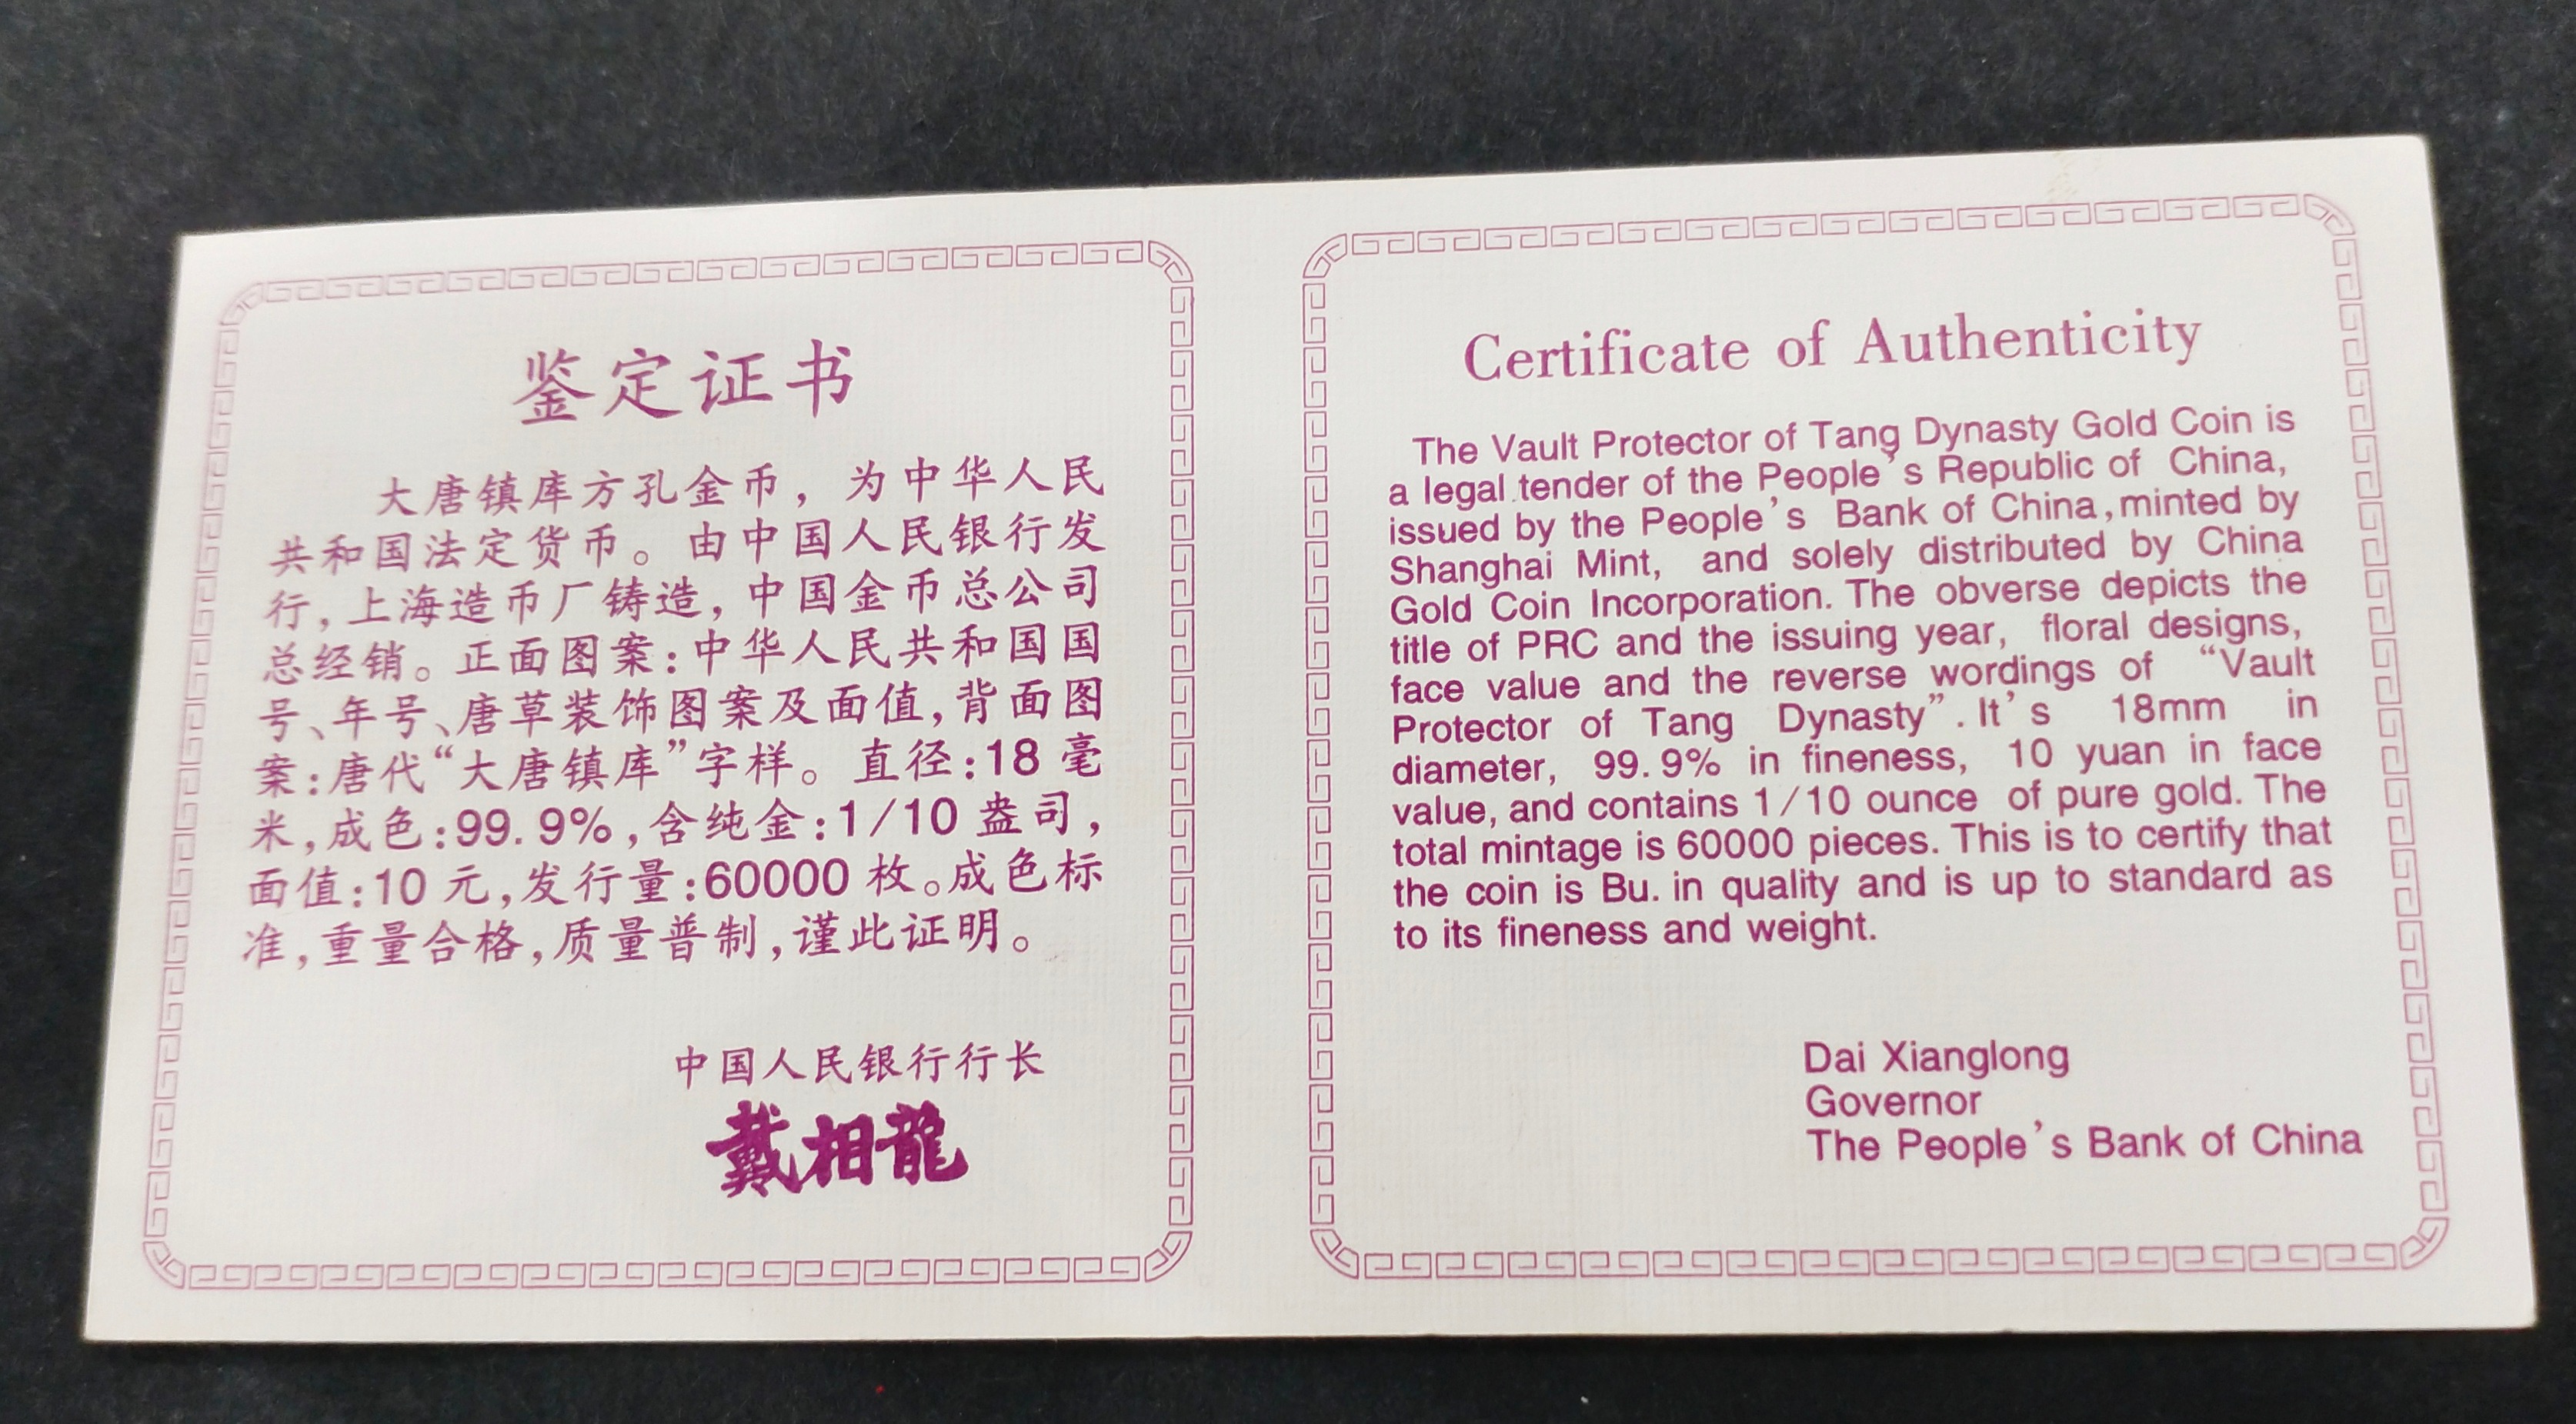 鉴定证书
大唐镇库方孔金币，为中华人民
共和国法定货币。由中国人民银行发
行，上海造币厂铸造，中国金币总公司
总经销。正面图案：中华人民共和国国
号、年号、唐草装饰图案及面值，背面图
案：唐代“大唐镇库”字样。直径：18 毫
米，成色：99.9%，含纯金：1/10 盎司，
面值：10 元，发行量：60000 枚。成色标
准，重量合格，质量普制，谨此证明。
中国人民银行行长
戴相龍
Certificate of Authenticity
The Vault Protector of Tang Dynasty Gold Coin is
a legal tender of the People's Republic of China,
issued by the People's Bank of China, minted by
Shanghai Mint, and solely distributed by China
Gold Coin Incorporation. The obverse depicts the
title of PRC and the issuing year, floral designs,
face value and the reverse wordings of “Vault
Protector of Tang Dynasty”. It's 18mm in
diameter, 99.9% in fineness, 10 yuan in face
value, and contains 1/10 ounce of pure gold. The
total mintage is 60000 pieces. This is to certify that
the coin is Bu. in quality and is up to standard as
to its fineness and weight.
Dai Xianglong
Governor
The People's Bank of China